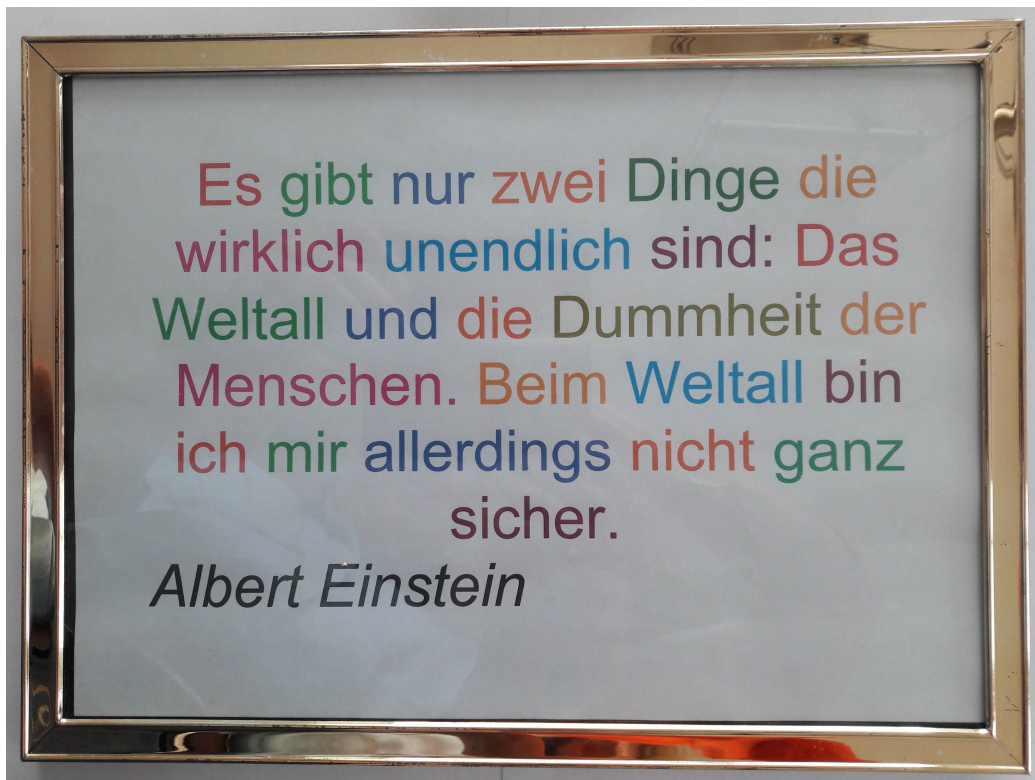 Es gibt nur zwei Dinge die
wirklich unendlich sind: Das
Weltall und die Dummheit der
Menschen. Beim Weltall bin
ich mir allerdings nicht ganz
sicher.
Albert Einstein